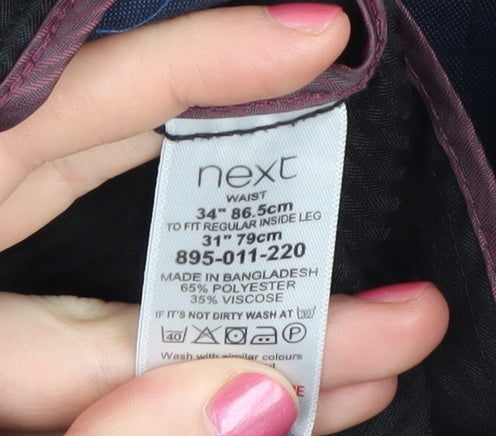 next
WAIST
34" 86.5cm
TO FIT REGULAR INSIDE LEG
31" 79cm
895-011-220
MADE IN BANGLADESH
65% POLYESTER
35% VISCOSE
IF IT'S NOT DIRTY WASH AT 30
40 P
Wash with similar colours